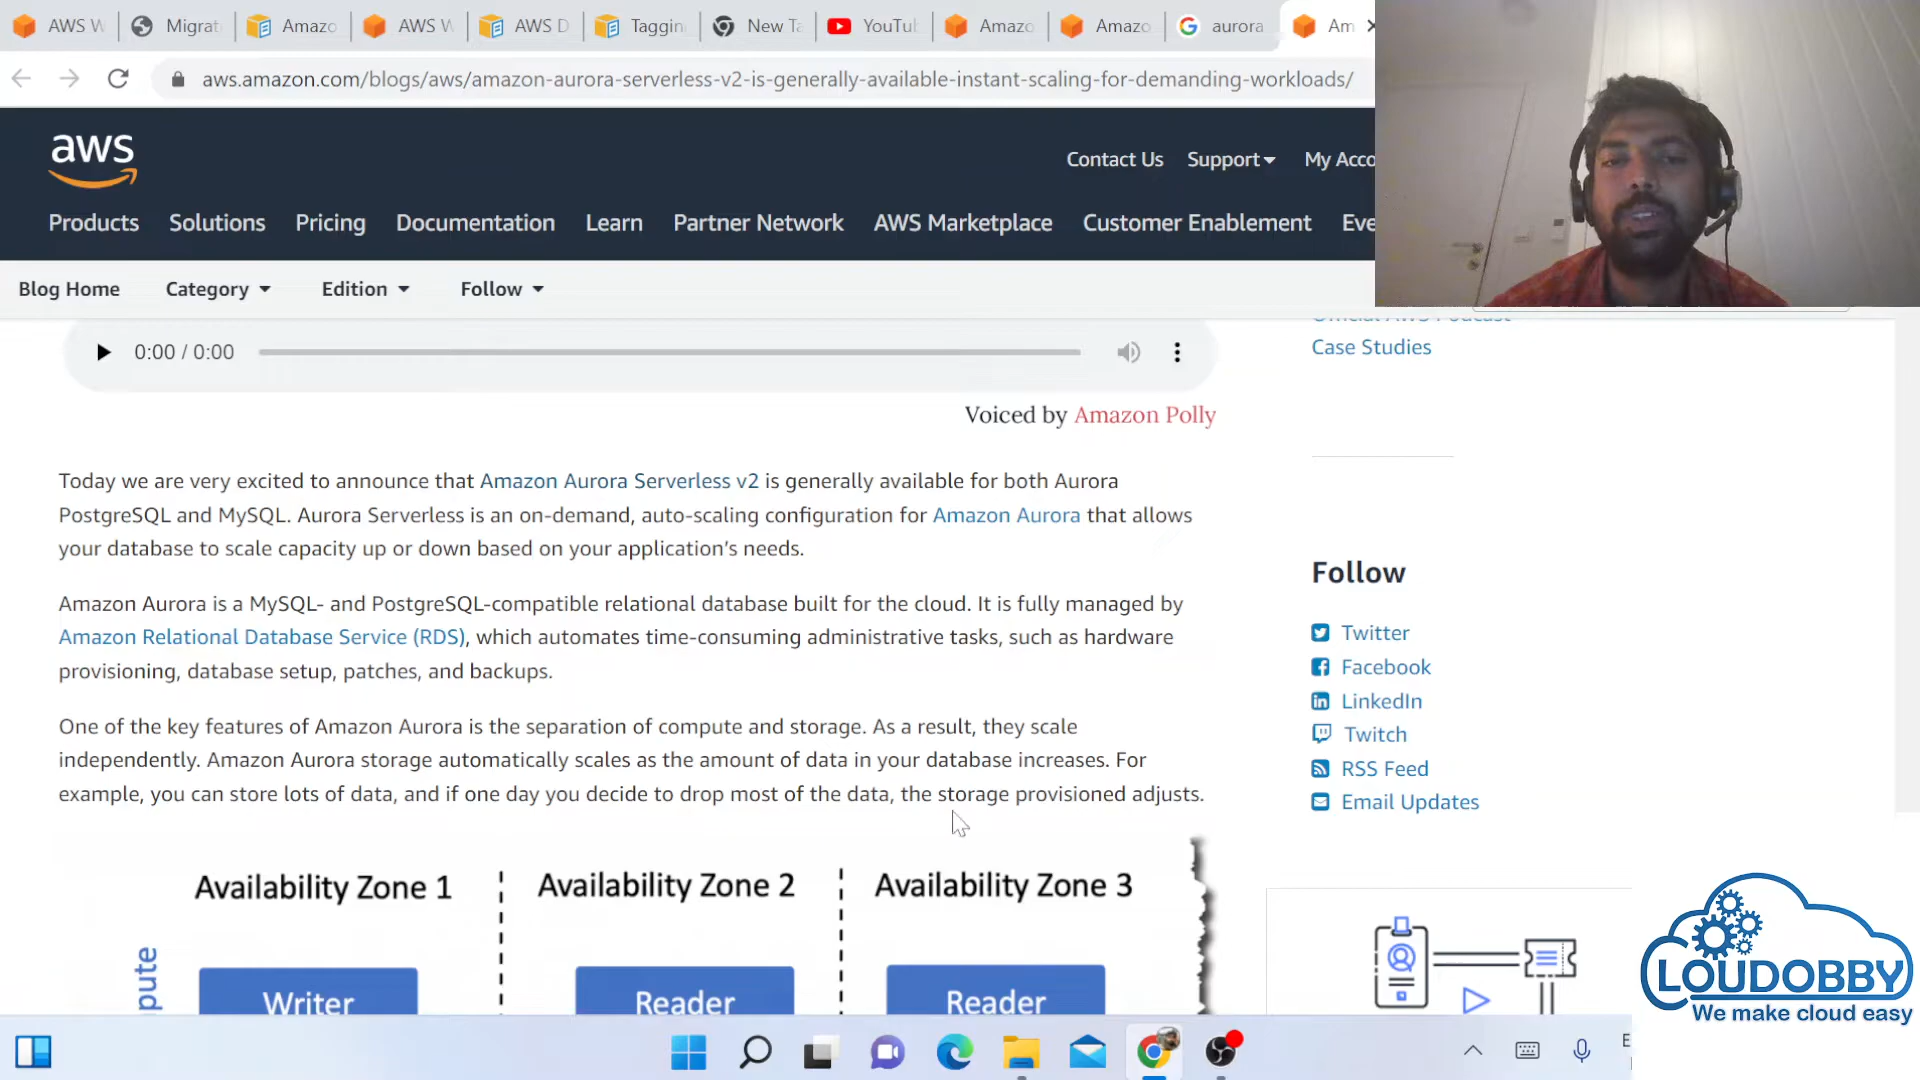 AWS W
Migrat
Amazo
AWS W
AWS D
Taggin
New Ta
YouTu
Amazo
Amazo
aurora
Am
aws.amazon.com/blogs/aws/amazon-aurora-serverless-v2-is-generally-available-instant-scaling-for-demanding-workloads/
aws
Contact Us Support My Acco
Products Solutions Pricing Documentation Learn Partner Network AWS Marketplace Customer Enablement Eve
Blog Home Category Edition Follow
0:00 / 0:00
Voiced by Amazon Polly
Today we are very excited to announce that Amazon Aurora Serverless v2 is generally available for both Aurora
PostgreSQL and MySQL. Aurora Serverless is an on-demand, auto-scaling configuration for Amazon Aurora that allows
your database to scale capacity up or down based on your application’s needs.
Amazon Aurora is a MySQL- and PostgreSQL-compatible relational database built for the cloud. It is fully managed by
Amazon Relational Database Service (RDS), which automates time-consuming administrative tasks, such as hardware
provisioning, database setup, patches, and backups.
One of the key features of Amazon Aurora is the separation of compute and storage. As a result, they scale
independently. Amazon Aurora storage automatically scales as the amount of data in your database increases. For
example, you can store lots of data, and if one day you decide to drop most of the data, the storage provisioned adjusts.
Availability Zone 1 Availability Zone 2 Availability Zone 3
pute
Writer Reader Reader
Official AWS Podcast
Case Studies
Follow
Twitter
Facebook
LinkedIn
Twitch
RSS Feed
Email Updates
LOUDOBBY
We make cloud easy
E